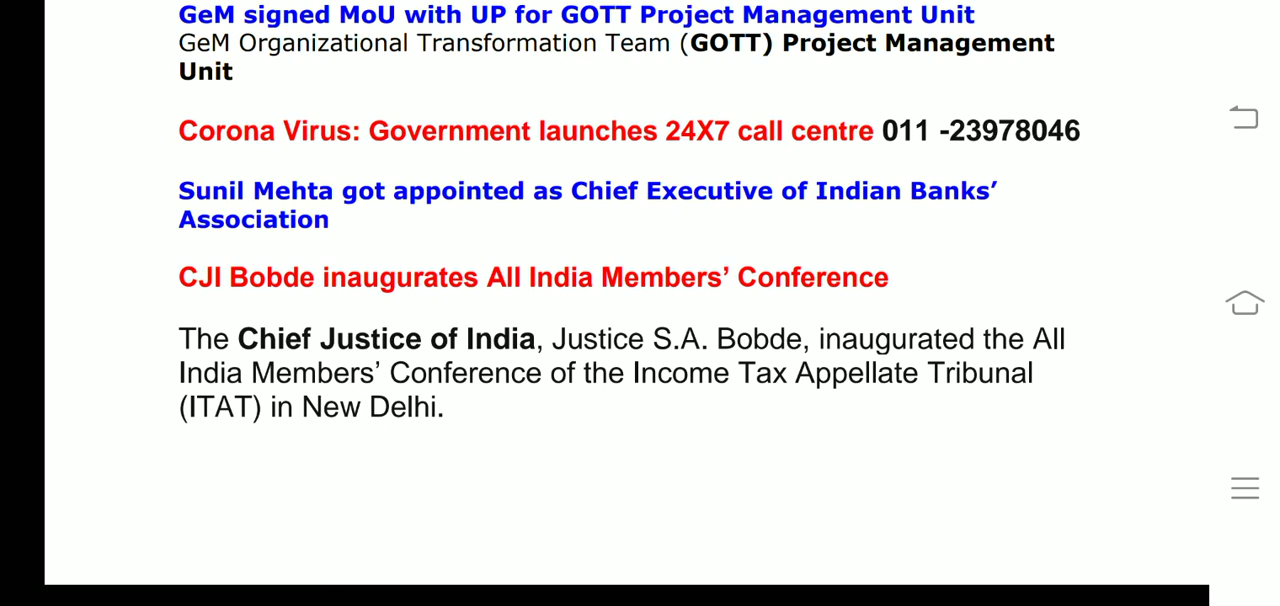 GeM signed MoU with UP for GOTT Project Management Unit
GeM Organizational Transformation Team (GOTT) Project Management
Unit
Corona Virus: Government launches 24X7 call centre 011 -23978046
Sunil Mehta got appointed as Chief Executive of Indian Banks’
Association
CJI Bobde inaugurates All India Members’ Conference
The Chief Justice of India, Justice S.A. Bobde, inaugurated the All
India Members’ Conference of the Income Tax Appellate Tribunal
(ITAT) in New Delhi.